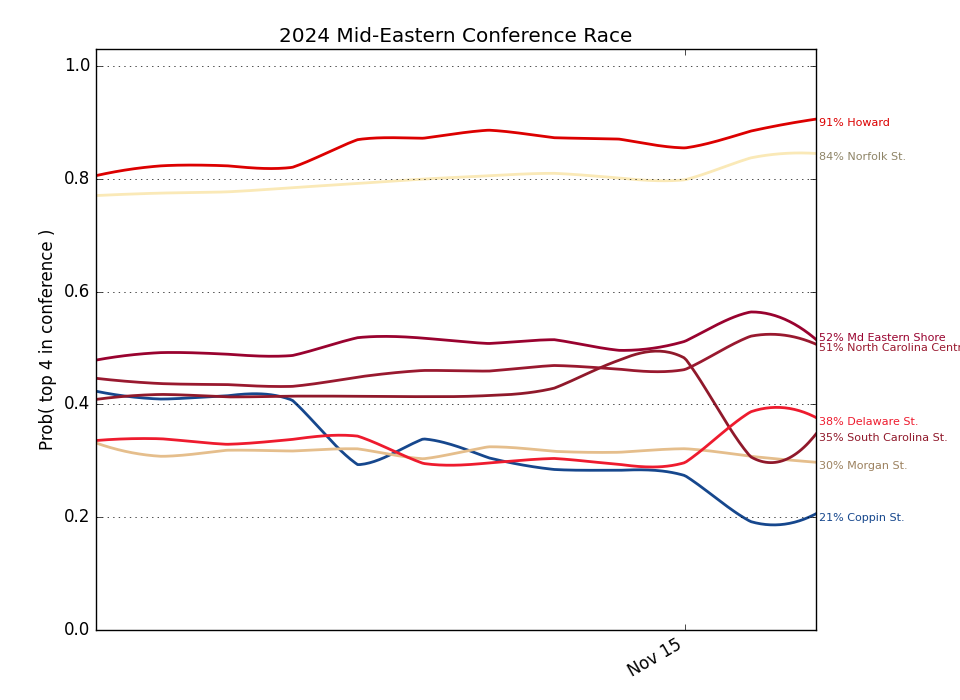 2024 Mid-Eastern Conference Race
Prob( top 4 in conference )
1.0
0.8
0.6
0.4
0.2
0.0
Nov 15
91% Howard
84% Norfolk St.
52% Md Eastern Shore
51% North Carolina Centr
38% Delaware St.
35% South Carolina St.
30% Morgan St.
21% Coppin St.